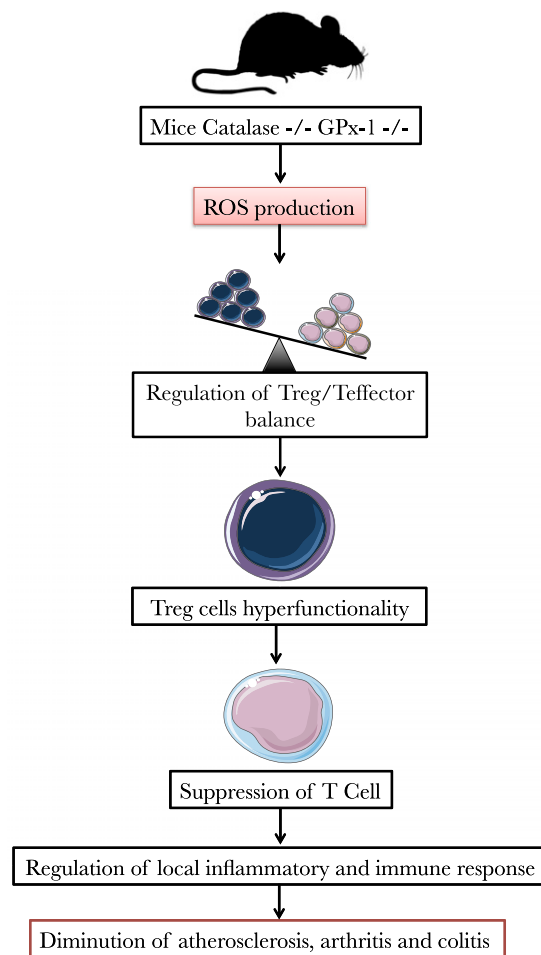 Mice Catalase -/- GPx-1 -/-
ROS production
Regulation of Treg/Teffector
balance
Treg cells hyperfunctionality
Suppression of T Cell
Regulation of local inflammatory and immune response
Diminution of atherosclerosis, arthritis and colitis